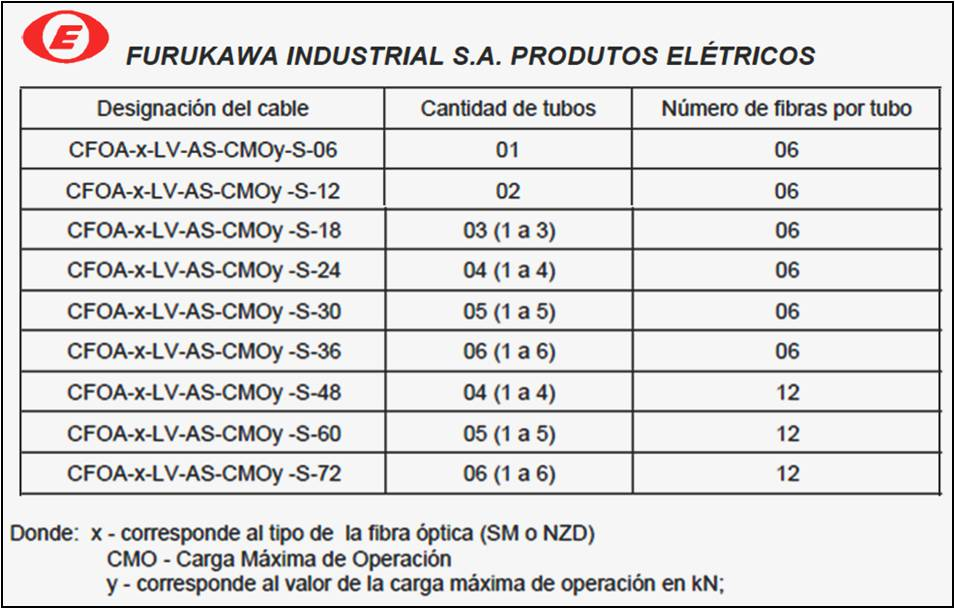 E
FURUKAWA INDUSTRIAL S.A. PRODUTOS ELÉTRICOS
Designación del cable Cantidad de tubos Número de fibras por tubo
CFOA-x-LV-AS-CMOy-S-06 01 06
CFOA-x-LV-AS-CMOy -S-12 02 06
CFOA-x-LV-AS-CMOy -S-18 03 (1 a 3) 06
CFOA-x-LV-AS-CMOy -S-24 04 (1 a 4) 06
CFOA-x-LV-AS-CMOy -S-30 05 (1 a 5) 06
CFOA-x-LV-AS-CMOy -S-36 06 (1 a 6) 06
CFOA-x-LV-AS-CMOy -S-48 04 (1 a 4) 12
CFOA-x-LV-AS-CMOy -S-60 05 (1 a 5) 12
CFOA-x-LV-AS-CMOy -S-72 06 (1 a 6) 12
Donde: x - corresponde al tipo de la fibra óptica (SM o NZD)
CMO - Carga Máxima de Operación
y - corresponde al valor de la carga máxima de operación en kN;